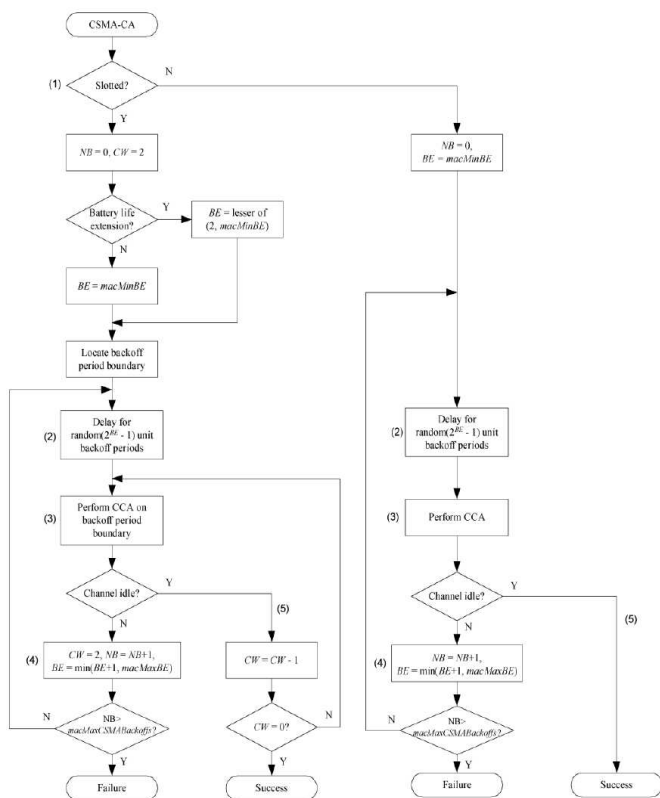 CSMA-CA
(1)
Slotted?
N
Y
NB = 0, CW = 2
NB = 0,
BE = macMinBE
Battery life
extension?
Y
BE = lesser of
(2, macMinBE)
N
BE = macMinBE
Locate backoff
period boundary
(2)
Delay for
random(2^BE - 1) unit
backoff periods
(2)
Delay for
random(2^BE - 1) unit
backoff periods
(3)
Perform CCA on
backoff period
boundary
(3)
Perform CCA
Channel idle?
Y
(5)
N
Channel idle?
Y
(5)
N
(4)
CW = 2, NB = NB+1,
BE = min(BE+1, macMaxBE)
CW = CW - 1
(4)
NB = NB+1,
BE = min(BE+1, macMaxBE)
N
NB>
macMaxCSMABackoffs?
Y
CW = 0?
N
Y
N
NB>
macMaxCSMABackoffs?
Y
Failure
Success
Failure
Success